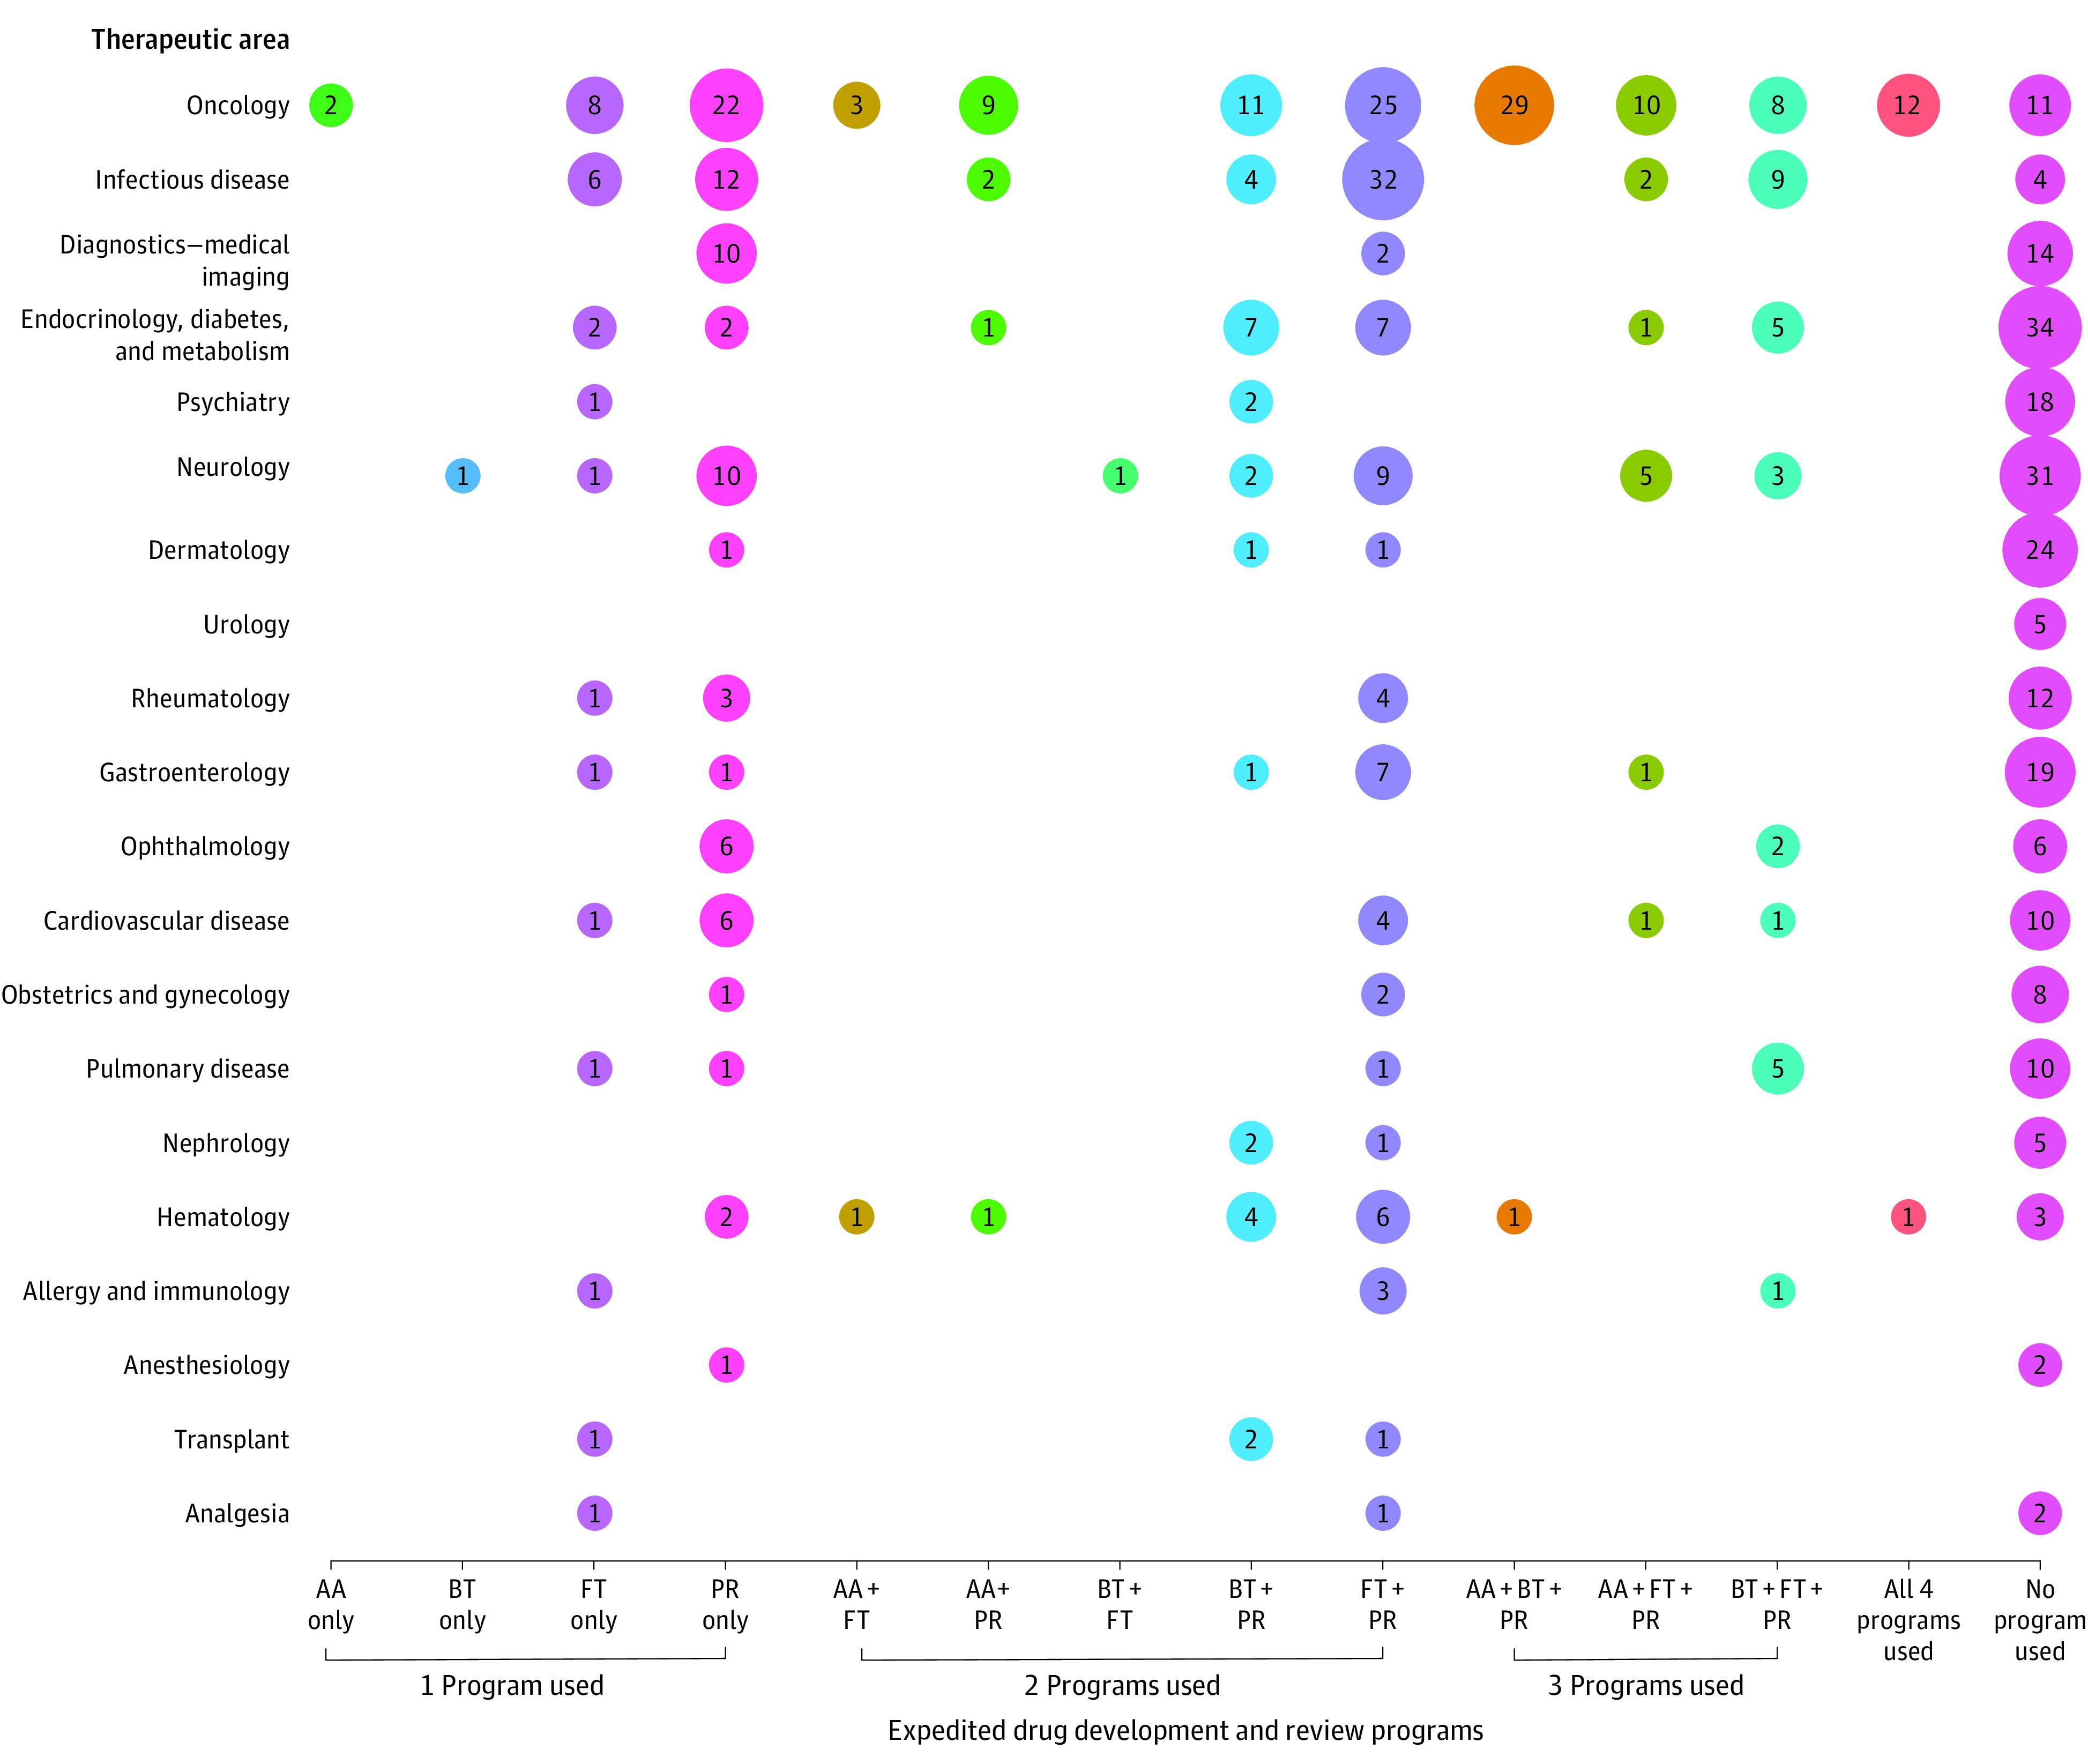 Therapeutic area
Oncology 2 8 22 3 9 11 25 29 10 8 12 11
Infectious disease 6 12 2 4 32 2 9 4
Diagnostics—medical
imaging 10 2 14
Endocrinology, diabetes,
and metabolism 2 2 1 7 7 1 5 34
Psychiatry 1 2 18
Neurology 1 1 10 1 2 9 5 3 31
Dermatology 1 1 1 24
Urology 5
Rheumatology 1 3 4 12
Gastroenterology 1 1 1 7 1 19
Ophthalmology 6 2 6
Cardiovascular disease 1 6 4 1 1 10
Obstetrics and gynecology 1 2 8
Pulmonary disease 1 1 1 5 10
Nephrology 2 1 5
Hematology 2 1 1 4 6 1 1 3
Allergy and immunology 1 3 1
Anesthesiology 1 2
Transplant 1 2 1
Analgesia 1 1 2
AA only
BT only
FT only
PR only
AA + FT
AA+ PR
BT + FT
BT + PR
FT + PR
AA + BT + PR
AA + FT + PR
BT + FT + PR
All 4 programs used
No program used
1 Program used
2 Programs used
3 Programs used
Expedited drug development and review programs